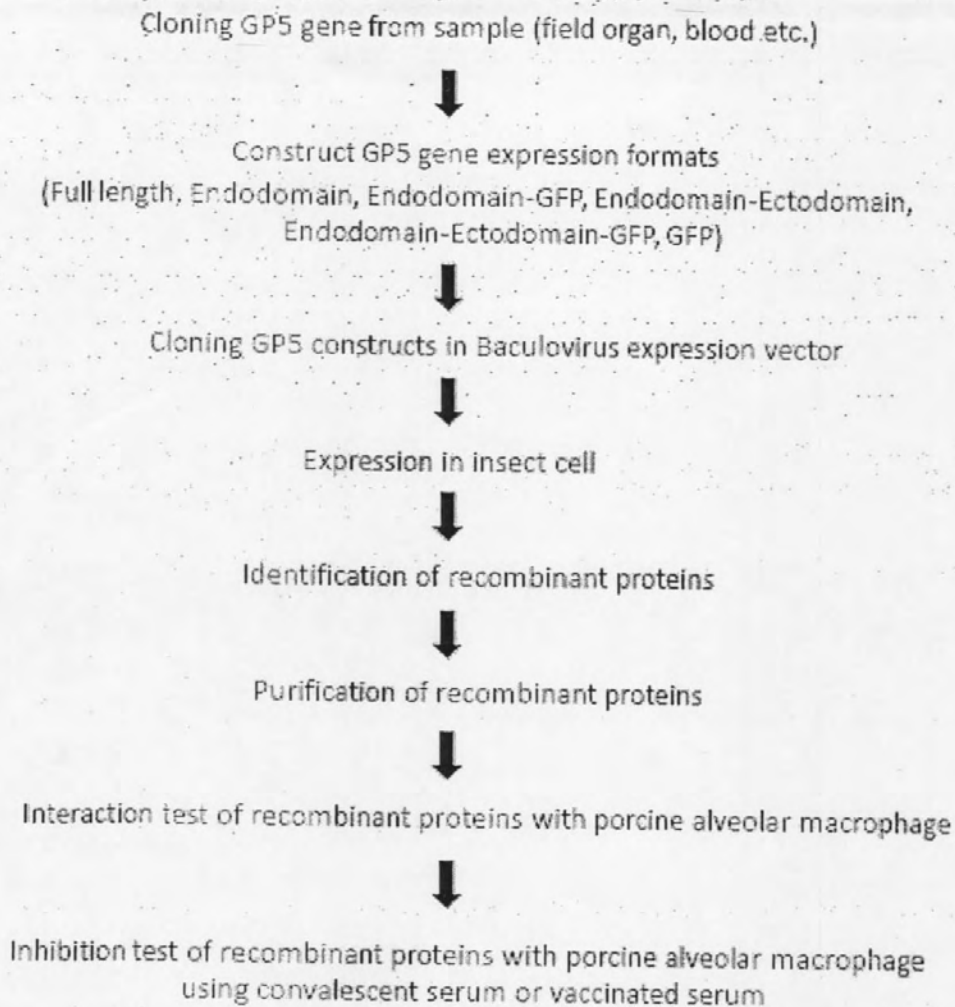 Cloning GP5 gene from sample (field organ, blood etc.)
Construct GP5 gene expression formats
(Full length, Endodomain, Endodomain-GFP, Endodomain-Ectodomain,
Endodomain-Ectodomain-GFP, GFP)
Cloning GP5 constructs in Baculovirus expression vector
Expression in insect cell
Identification of recombinant proteins
Purification of recombinant proteins
Interaction test of recombinant proteins with porcine alveolar macrophage
Inhibition test of recombinant proteins with porcine alveolar macrophage
using convalescent serum or vaccinated serum